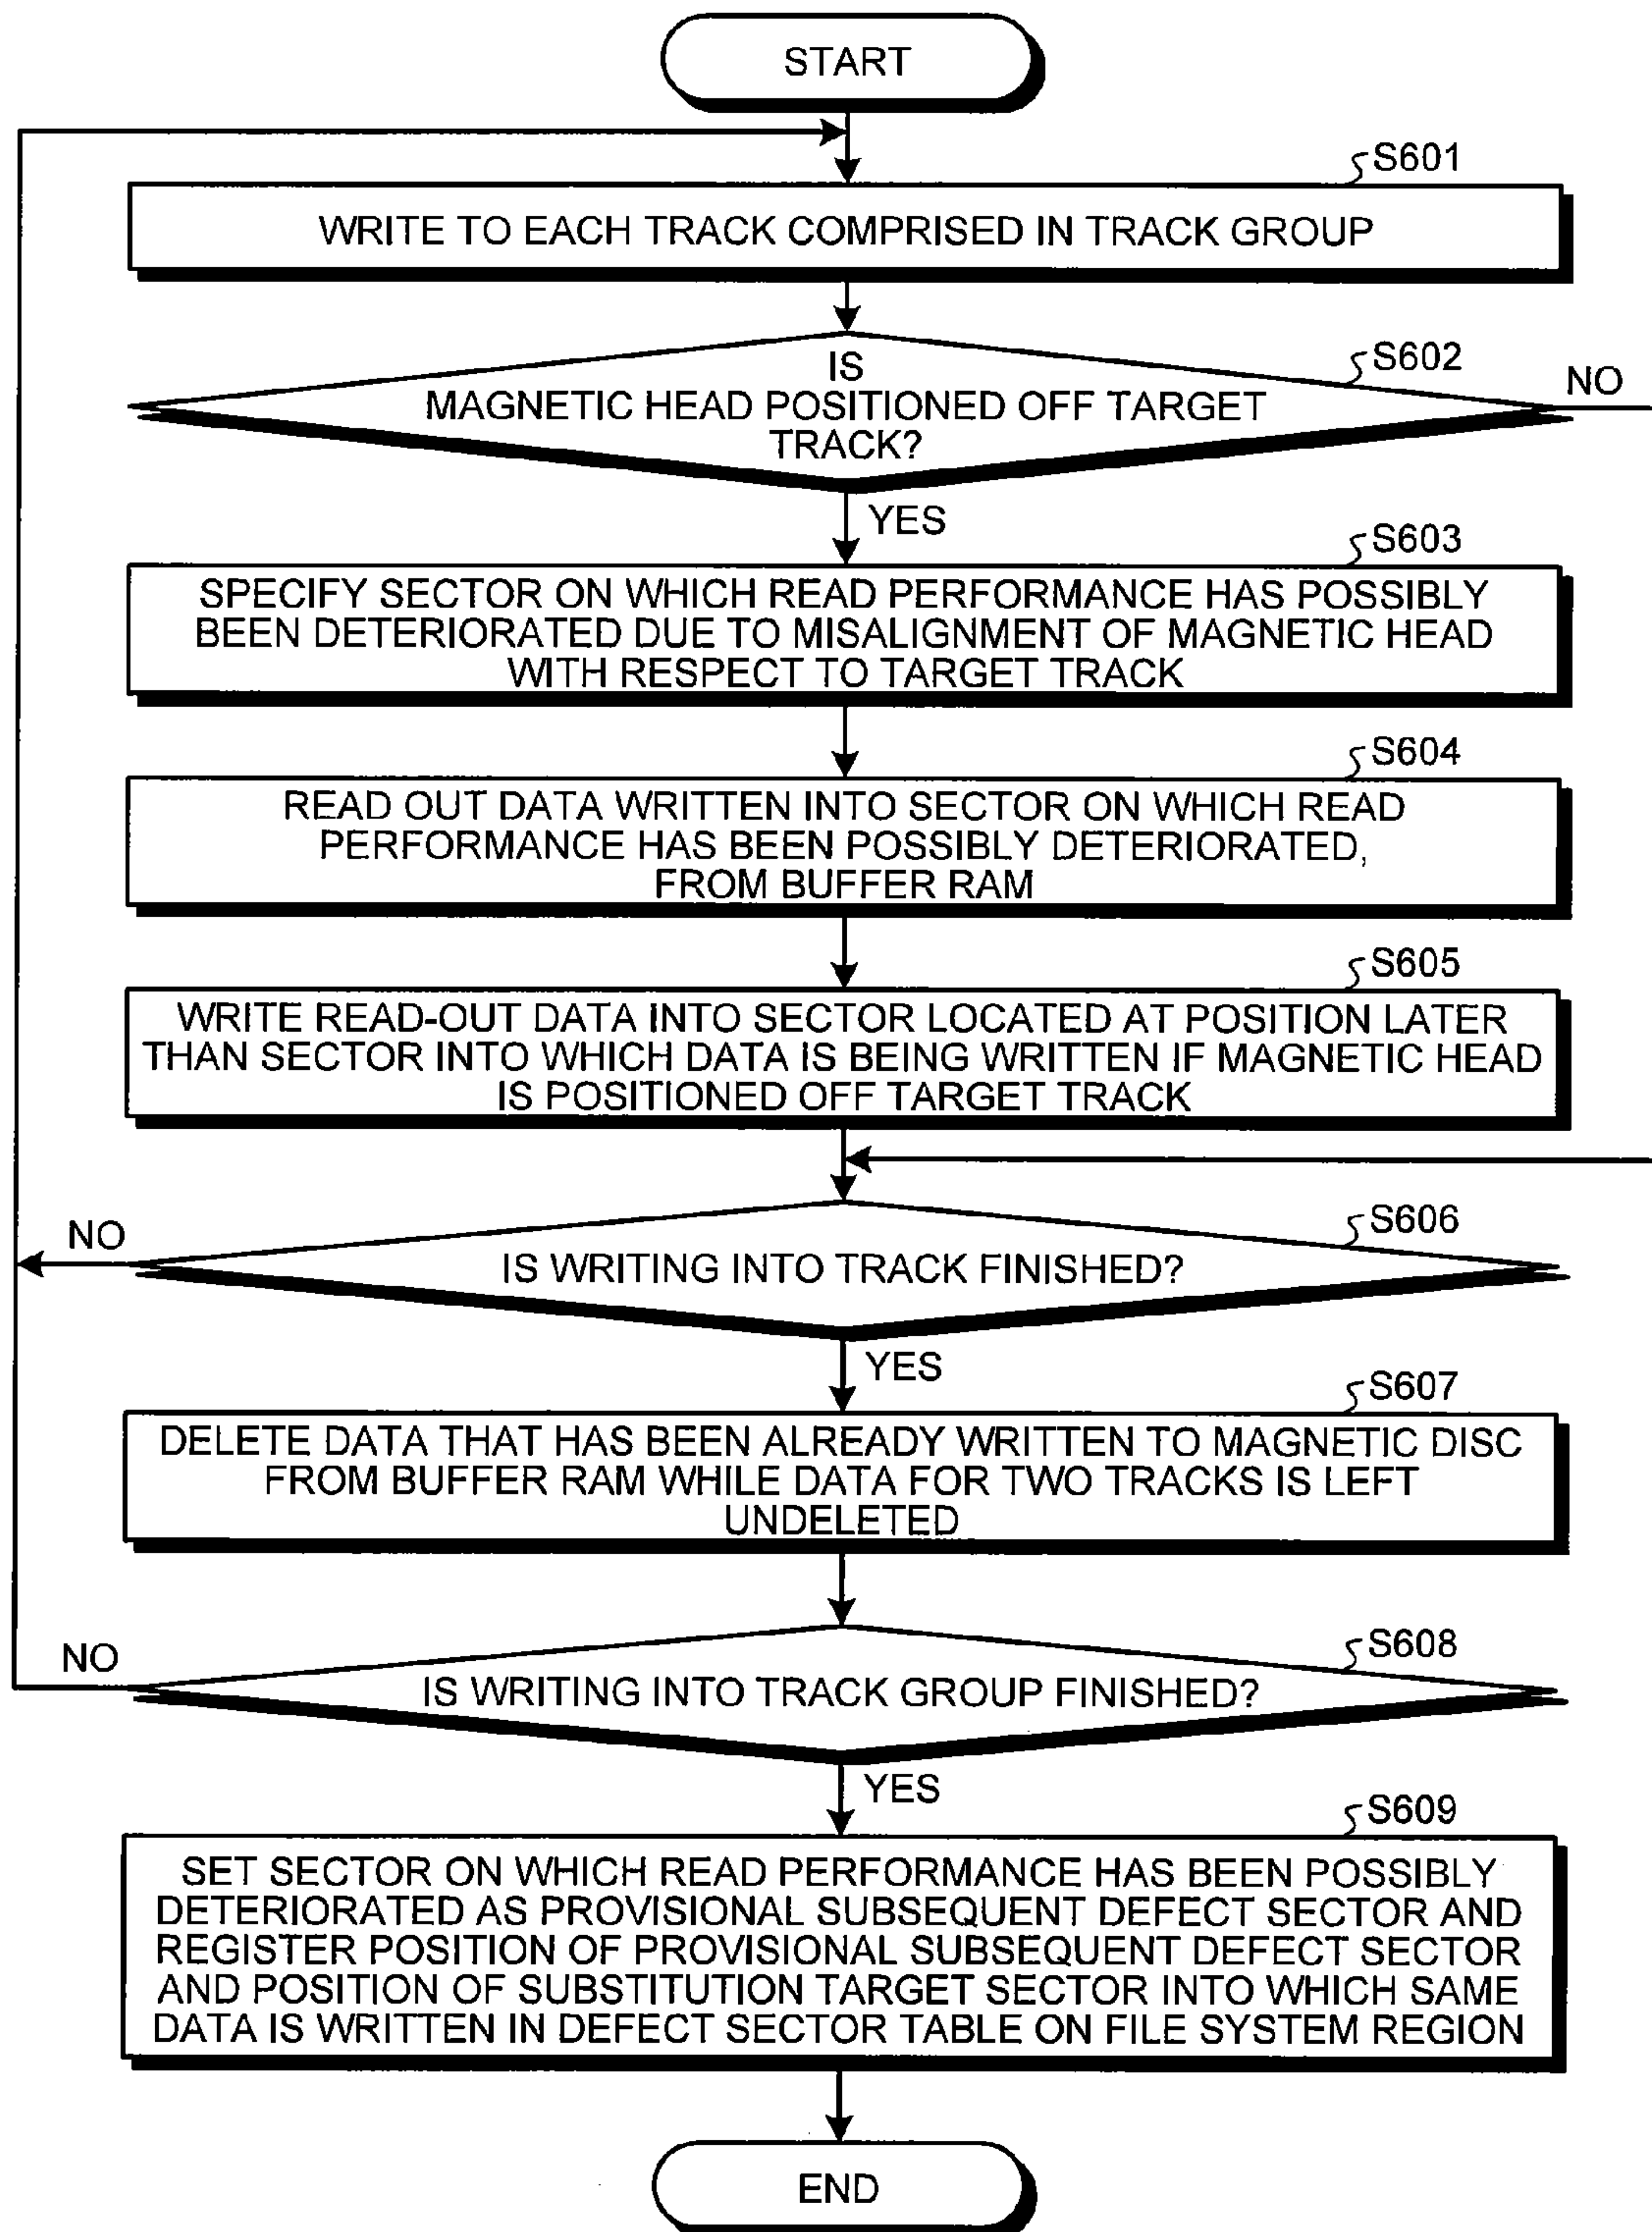 START
S601
WRITE TO EACH TRACK COMPRISED IN TRACK GROUP
S602
IS
MAGNETIC HEAD POSITIONED OFF TARGET
TRACK?
NO
YES
S603
SPECIFY SECTOR ON WHICH READ PERFORMANCE HAS POSSIBLY
BEEN DETERIORATED DUE TO MISALIGNMENT OF MAGNETIC HEAD
WITH RESPECT TO TARGET TRACK
S604
READ OUT DATA WRITTEN INTO SECTOR ON WHICH READ
PERFORMANCE HAS BEEN POSSIBLY DETERIORATED,
FROM BUFFER RAM
S605
WRITE READ-OUT DATA INTO SECTOR LOCATED AT POSITION LATER
THAN SECTOR INTO WHICH DATA IS BEING WRITTEN IF MAGNETIC HEAD
IS POSITIONED OFF TARGET TRACK
S606
NO
IS WRITING INTO TRACK FINISHED?
YES
S607
DELETE DATA THAT HAS BEEN ALREADY WRITTEN TO MAGNETIC DISC
FROM BUFFER RAM WHILE DATA FOR TWO TRACKS IS LEFT
UNDELETED
S608
NO
IS WRITING INTO TRACK GROUP FINISHED?
YES
S609
SET SECTOR ON WHICH READ PERFORMANCE HAS BEEN POSSIBLY
DETERIORATED AS PROVISIONAL SUBSEQUENT DEFECT SECTOR AND
REGISTER POSITION OF PROVISIONAL SUBSEQUENT DEFECT SECTOR
AND POSITION OF SUBSTITUTION TARGET SECTOR INTO WHICH SAME
DATA IS WRITTEN IN DEFECT SECTOR TABLE ON FILE SYSTEM REGION
END